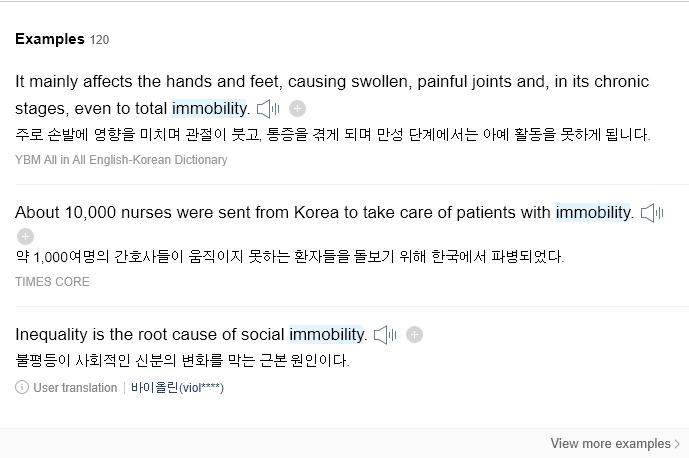 Examples 120
It mainly affects the hands and feet, causing swollen, painful joints and, in its chronic
stages, even to total immobility.
주로 손발에 영향을 미치며 관절이 붓고, 통증을 겪게 되며 만성 단계에서는 아예 활동을 못하게 됩니다.
YBM All in All English-Korean Dictionary
About 10,000 nurses were sent from Korea to take care of patients with immobility.
약 1,000여명의 간호사들이 움직이지 못하는 환자들을 돌보기 위해 한국에서 파병되었다.
TIMES CORE
Inequality is the root cause of social immobility.
불평등이 사회적인 신분의 변화를 막는 근본 원인이다.
User translation 바이올린(viol****)
View more examples